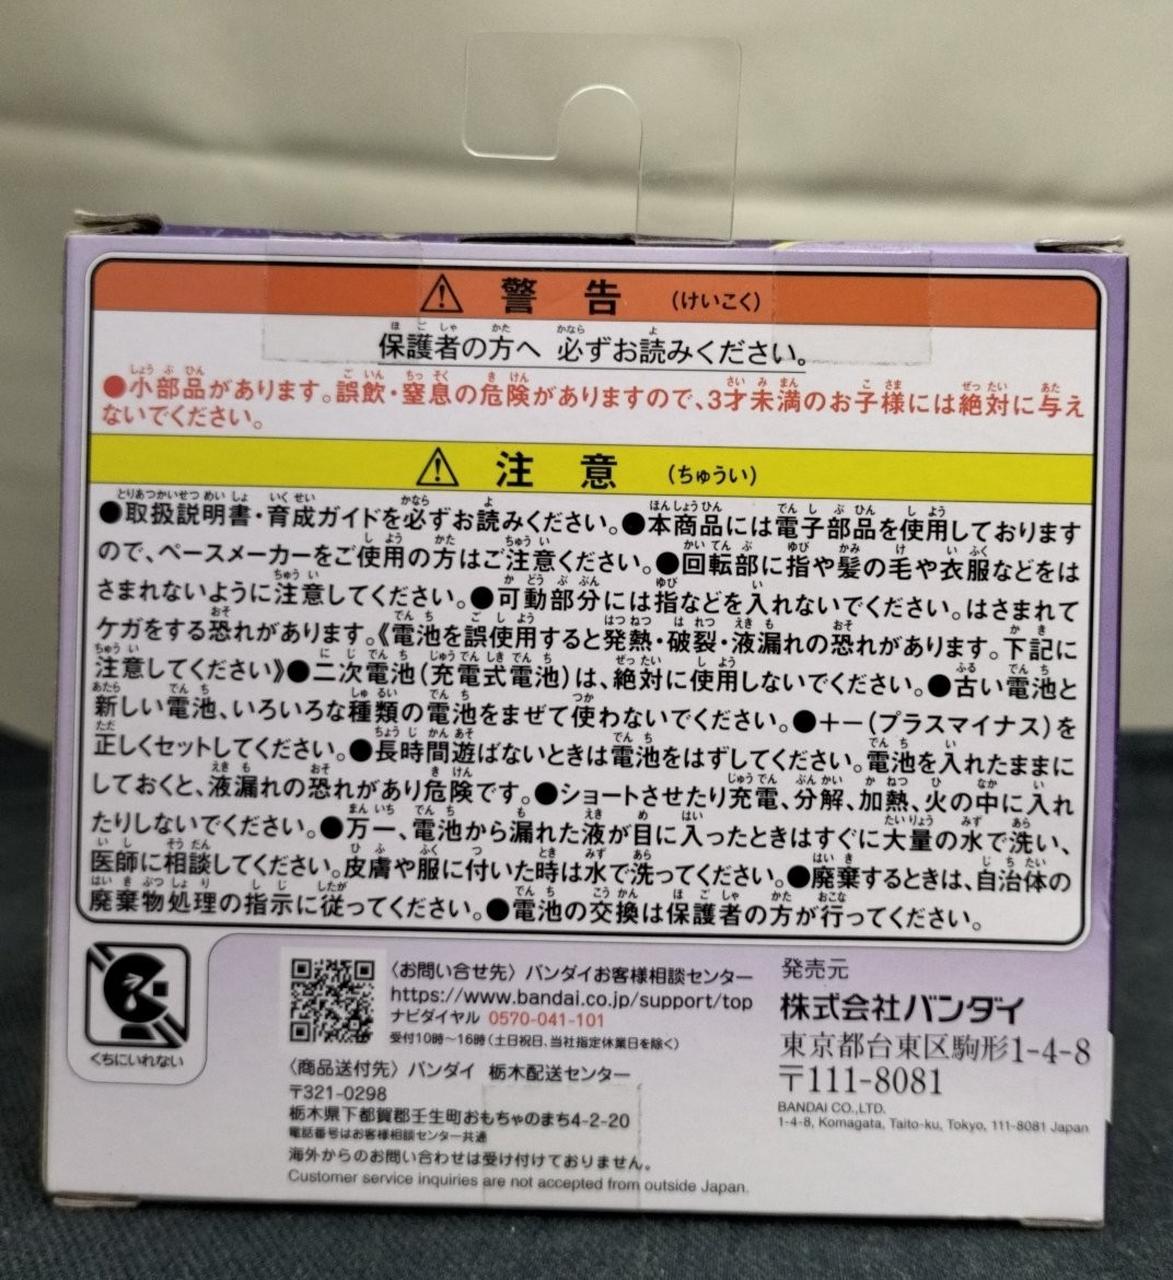 警告 (けいこく)
保護者の方へ 必ずお読みください。
●小部品があります。誤飲・窒息の危険がありますので、3才未満のお子様には絶対に与え
ないでください。
注意 (ちゅうい)
●取扱説明書・育成ガイドを必ずお読みください。●本商品には電子部品を使用しております
ので、ペースメーカーをご使用の方はご注意ください。●回転部に指や髪の毛や衣服などをは
さまれないように注意してください。●可動部分には指などを入れないでください。はさまれて
ケガをする恐れがあります。《電池を誤使用すると発熱・破裂・液漏れの恐れがあります。下記に
注意してください》●二次電池(充電式電池)は、絶対に使用しないでください。●古い電池と
新しい電池、いろいろな種類の電池をまぜて使わないでください。●+-(プラスマイナス)を
正しくセットしてください。●長時間遊ばないときは電池をはずしてください。電池を入れたままに
しておくと、液漏れの恐れがあり危険です。●ショートさせたり充電、分解、加熱、火の中に入れ
たりしないでください。●万一、電池から漏れた液が目に入ったときはすぐに大量の水で洗い、
医師に相談してください。皮膚や服に付いた時は水で洗ってください。●廃棄するときは、自治体の
廃棄物処理の指示に従ってください。●電池の交換は保護者の方が行ってください。
くちにいれない
〈お問い合せ先〉バンダイお客様相談センター
https://www.bandai.co.jp/support/top
ナビダイヤル 0570-041-101
受付10時~16時(土日祝日、当社指定休業日を除く)
〈商品送付先〉バンダイ 栃木配送センター
〒321-0298
栃木県下都賀郡壬生町おもちゃのまち4-2-20
電話番号はお客様相談センター共通
海外からのお問い合わせは受け付けておりません。
Customer service inquiries are not accepted from outside Japan.
発売元
株式会社バンダイ
東京都台東区駒形1-4-8
〒111-8081
BANDAI CO.,LTD.
1-4-8, Komagata, Taito-ku, Tokyo, 111-8081 Japan